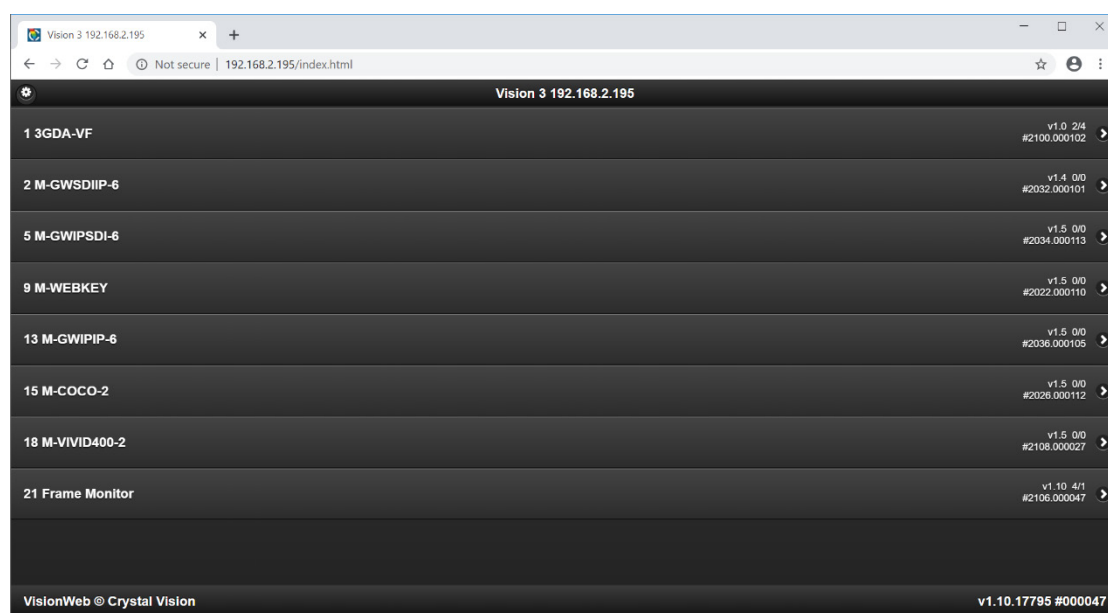 Vision 3 192.168.2.195
Not secure | 192.168.2.195/index.html
Vision 3 192.168.2.195
1 3GDA-VF
v1.0 2/4
#2100.000102
2 M-GWSDIIP-6
v1.4 0/0
#2032.000101
5 M-GWIPSDI-6
v1.5 0/0
#2034.000113
9 M-WEBKEY
v1.5 0/0
#2022.000110
13 M-GWIPIP-6
v1.5 0/0
#2036.000105
15 M-COCO-2
v1.5 0/0
#2026.000112
18 M-VIVID400-2
v1.5 0/0
#2108.000027
21 Frame Monitor
v1.10 4/1
#2106.000047
VisionWeb © Crystal Vision
v1.10.17795 #000047